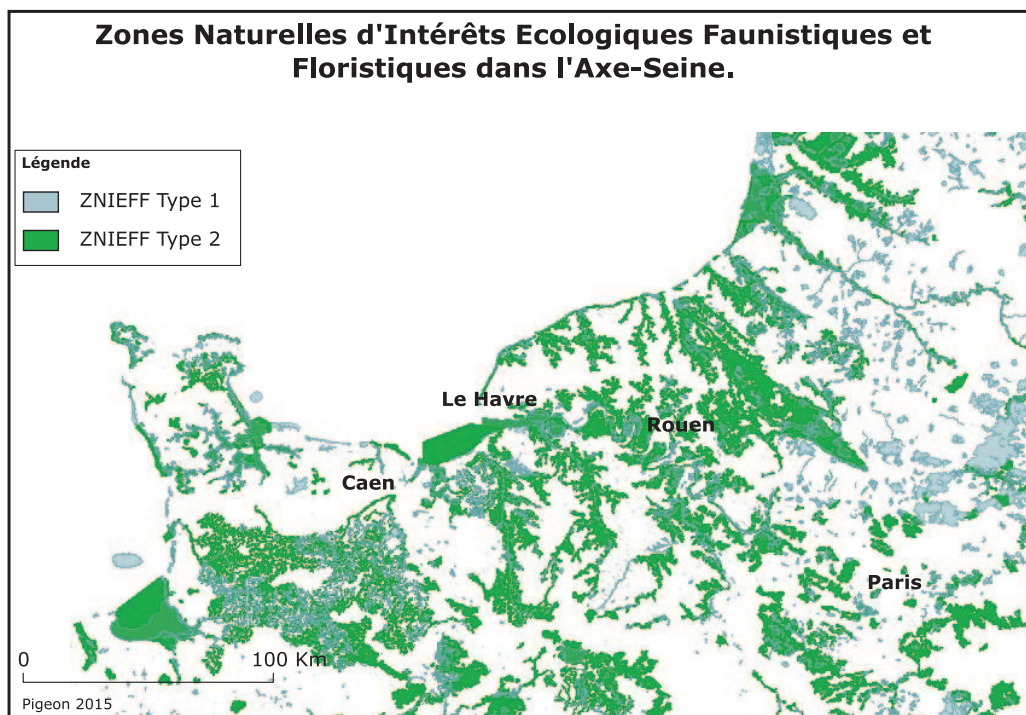 Zones Naturelles d'Intérêts Ecologiques Faunistiques et
Floristiques dans l'Axe-Seine.
Légende
ZNIEFF Type 1
ZNIEFF Type 2
Le Havre
Rouen
Caen
Paris
0 100 Km
Pigeon 2015